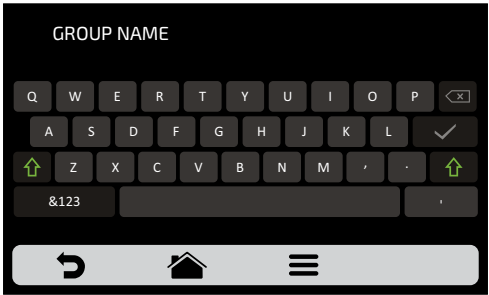 GROUP NAME
Q W E R T Y U I O P
A S D F G H J K L
Z X C V B N M , .
&123 '